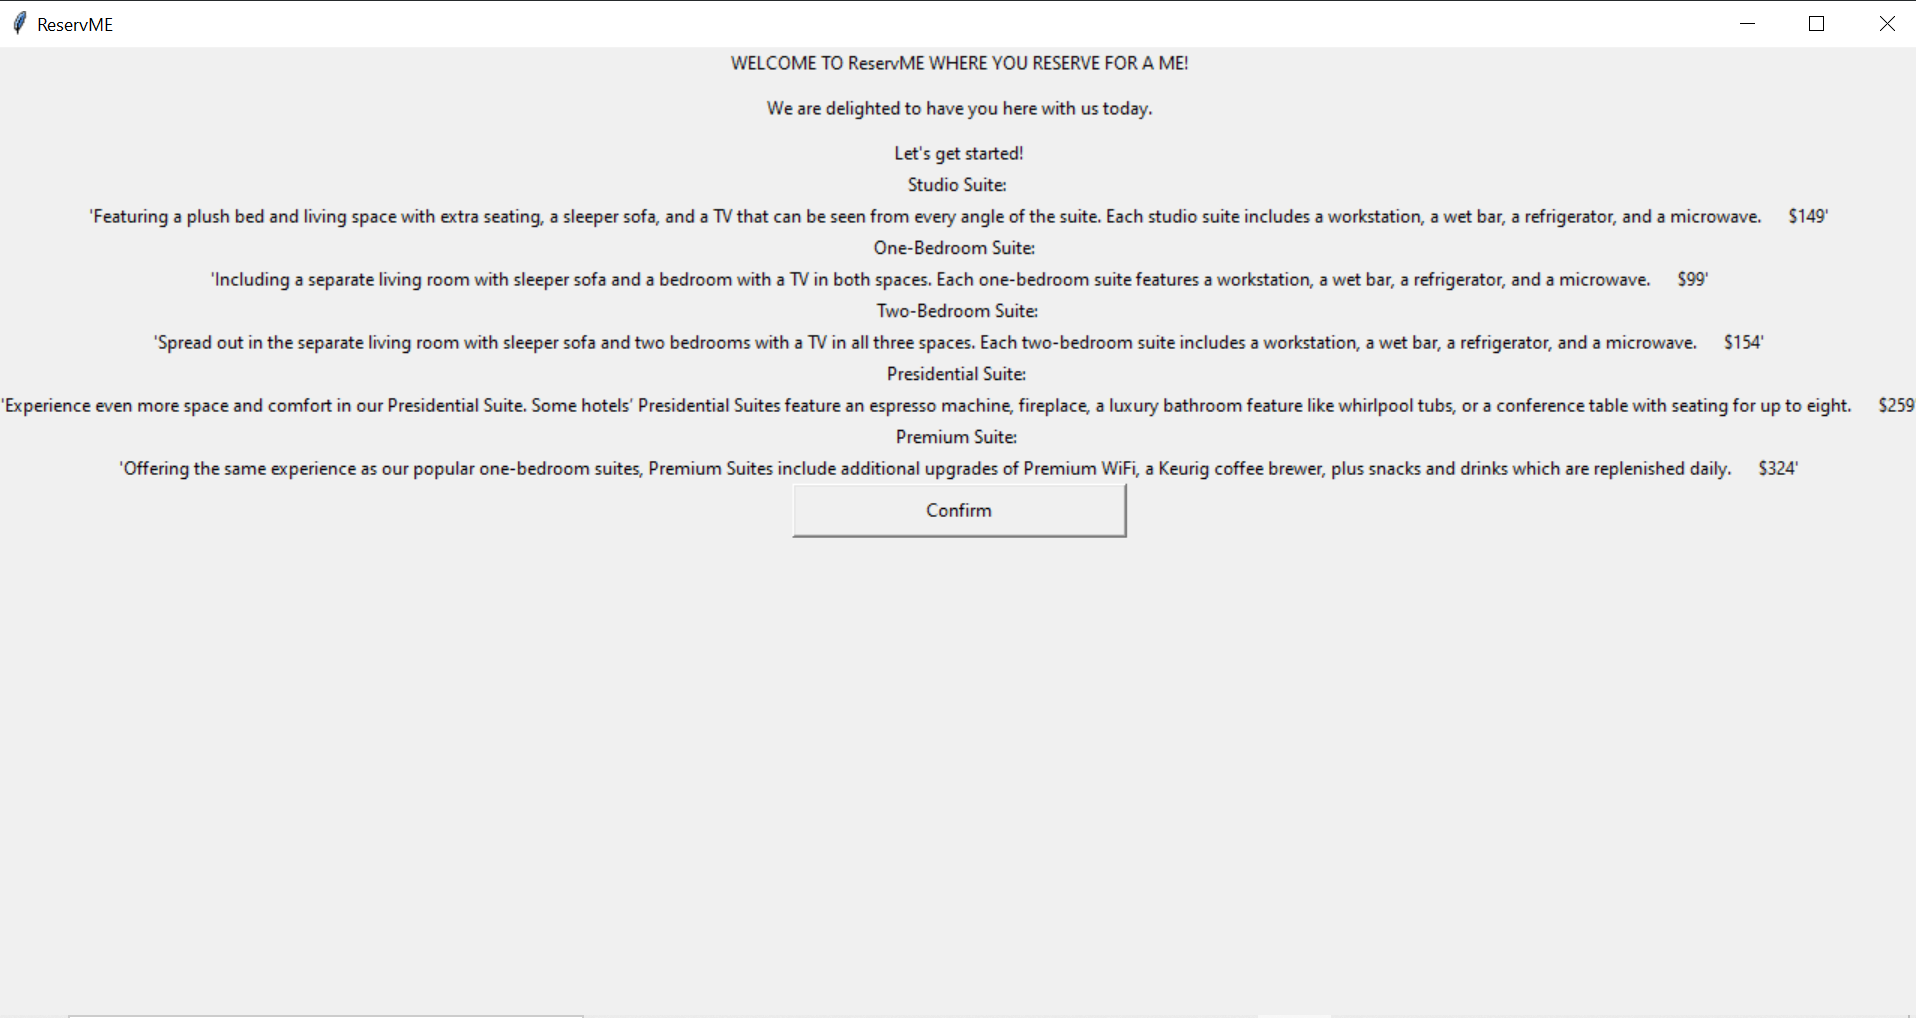 ReservME
WELCOME TO ReservME WHERE YOU RESERVE FOR A ME!
We are delighted to have you here with us today.
Let's get started!
Studio Suite:
'Featuring a plush bed and living space with extra seating, a sleeper sofa, and a TV that can be seen from every angle of the suite. Each studio suite includes a workstation, a wet bar, a refrigerator, and a microwave. $149'
One-Bedroom Suite:
'Including a separate living room with sleeper sofa and a bedroom with a TV in both spaces. Each one-bedroom suite features a workstation, a wet bar, a refrigerator, and a microwave. $99'
Two-Bedroom Suite:
'Spread out in the separate living room with sleeper sofa and two bedrooms with a TV in all three spaces. Each two-bedroom suite includes a workstation, a wet bar, a refrigerator, and a microwave. $154'
Presidential Suite:
'Experience even more space and comfort in our Presidential Suite. Some hotels’ Presidential Suites feature an espresso machine, fireplace, a luxury bathroom feature like whirlpool tubs, or a conference table with seating for up to eight. $259'
Premium Suite:
'Offering the same experience as our popular one-bedroom suites, Premium Suites include additional upgrades of Premium WiFi, a Keurig coffee brewer, plus snacks and drinks which are replenished daily. $324'
Confirm